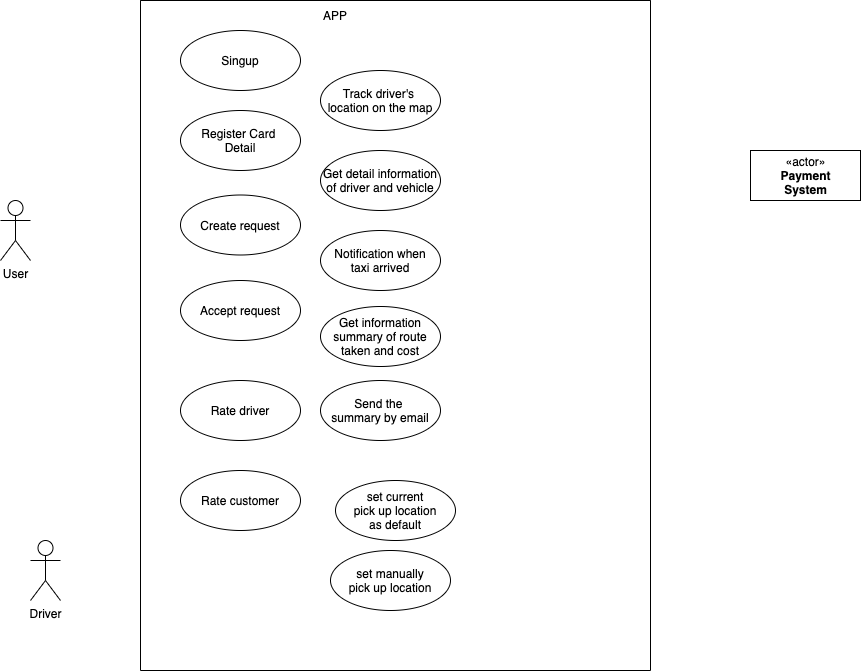 APP
Singup
Track driver's
location on the map
Register Card
Detail
Get detail information
of driver and vehicle
«actor»
Payment
System
Create request
User
Notification when
taxi arrived
Accept request
Get information
summary of route
taken and cost
Rate driver
Send the
summary by email
Rate customer
set current
pick up location
as default
set manually
pick up location
Driver